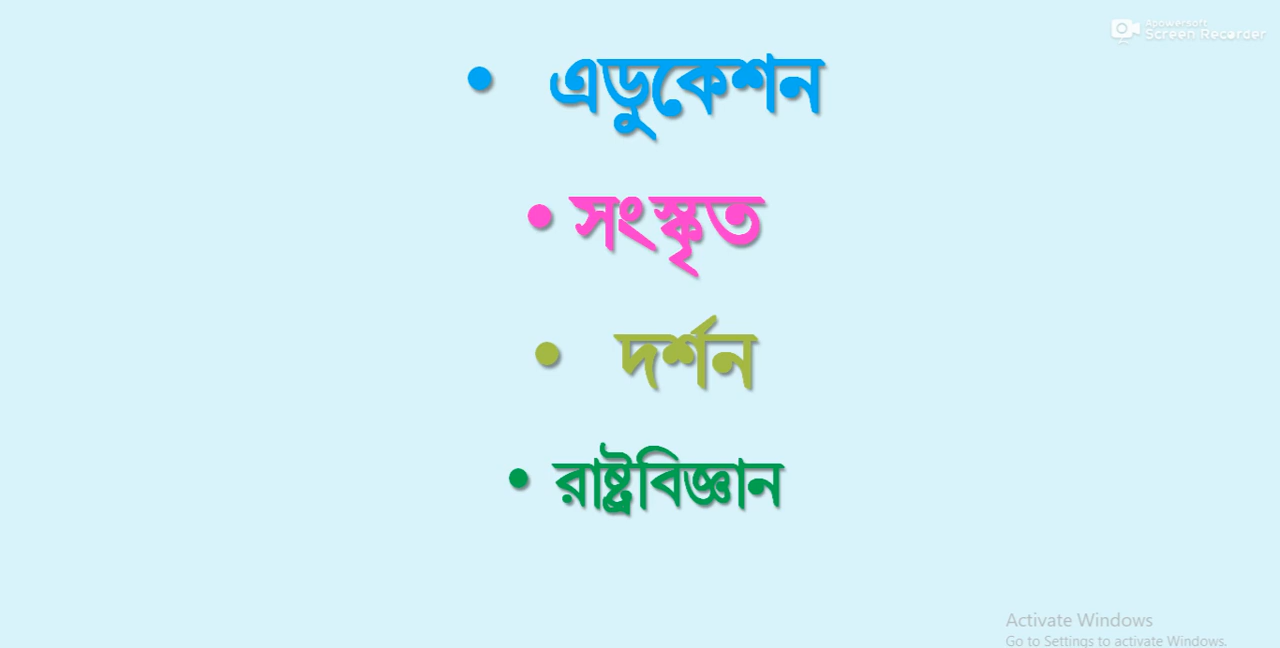 Apowersoft
Screen Recorder
• এডুকেশন
• সংস্কৃত
• দর্শন
• রাষ্ট্রবিজ্ঞান
Activate Windows
Go to Settings to activate Windows.